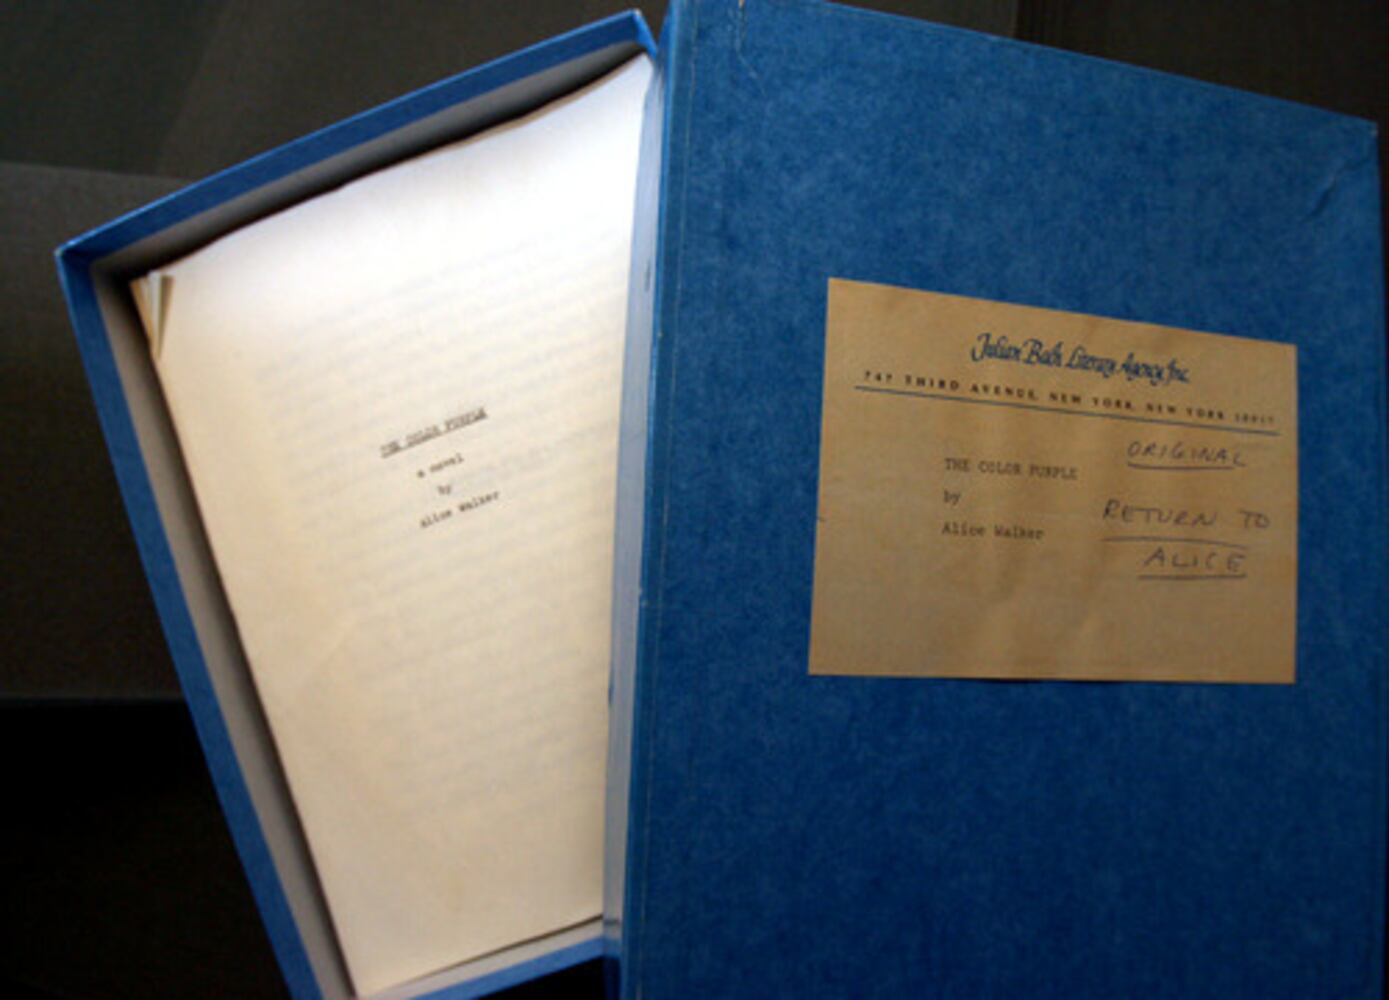 THE COLOR PURPLE
a novel
by
Alice Walker
Julian Bach Literary Agency, Inc.
747 THIRD AVENUE, NEW YORK, NEW YORK 10017
ORIGINAL
THE COLOR PURPLE
by
Alice Walker
RETURN TO
ALICE